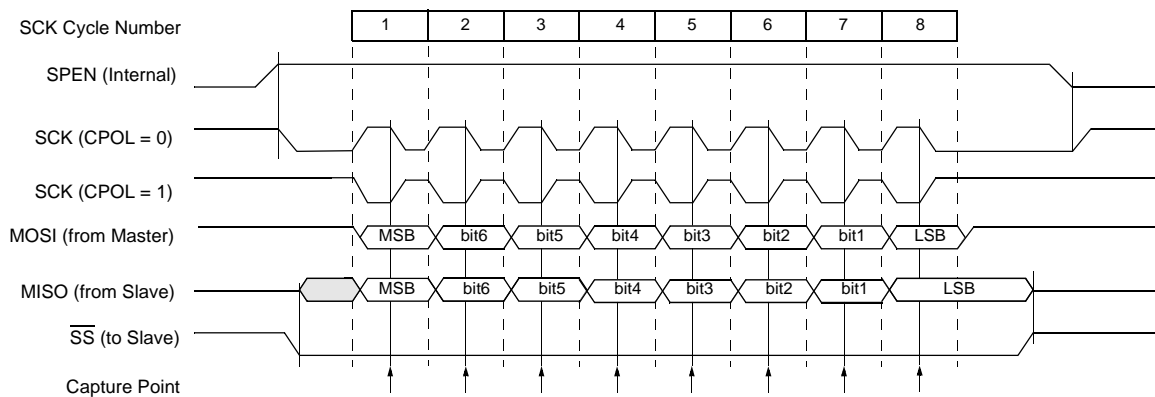 SCK Cycle Number 1 2 3 4 5 6 7 8
SPEN (Internal)
SCK (CPOL = 0)
SCK (CPOL = 1)
MOSI (from Master) MSB bit6 bit5 bit4 bit3 bit2 bit1 LSB
MISO (from Slave) MSB bit6 bit5 bit4 bit3 bit2 bit1 LSB
SS (to Slave)
Capture Point